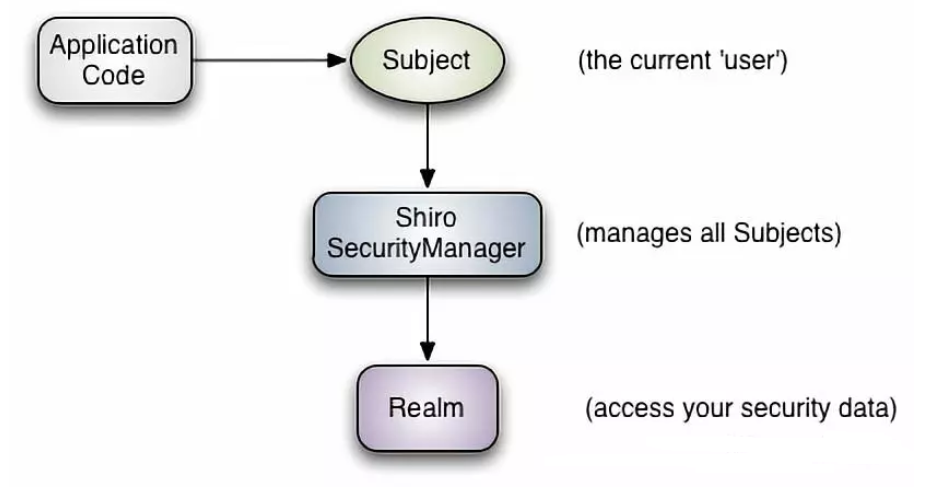 Application
Code
Subject
(the current 'user')
Shiro
SecurityManager
(manages all Subjects)
Realm
(access your security data)